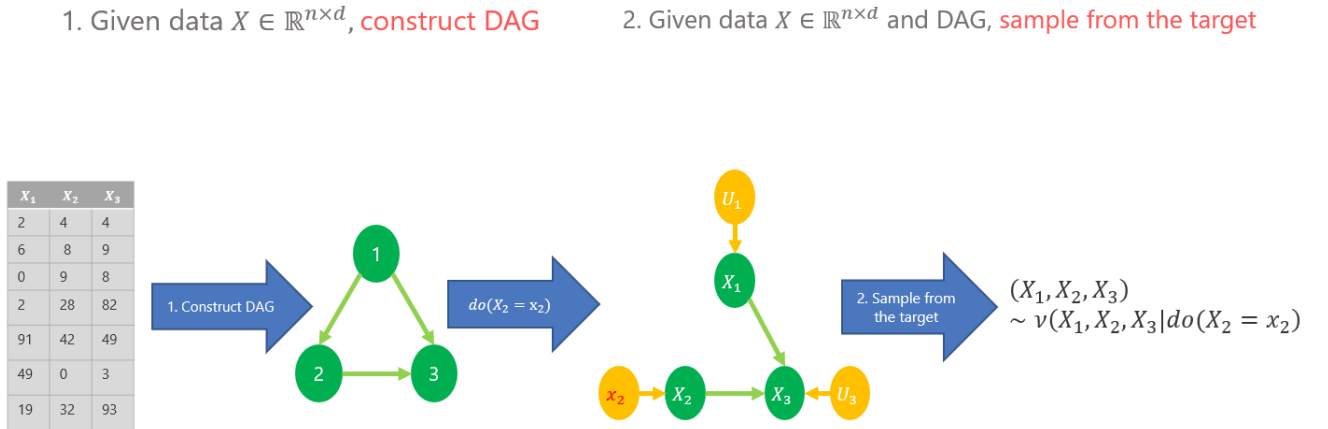 1. Given data X ∈ ℝⁿˣᵈ, construct DAG
2. Given data X ∈ ℝⁿˣᵈ and DAG, sample from the target
X₁ X₂ X₃
2 4 4
6 8 9
0 9 8
2 28 82
91 42 49
49 0 3
19 32 93
1. Construct DAG
1
2
3
do(X₂ = x₂)
U₁
X₁
x₂
X₂
X₃
U₃
2. Sample from
the target
(X₁, X₂, X₃)
~ ν(X₁, X₂, X₃|do(X₂ = x₂)